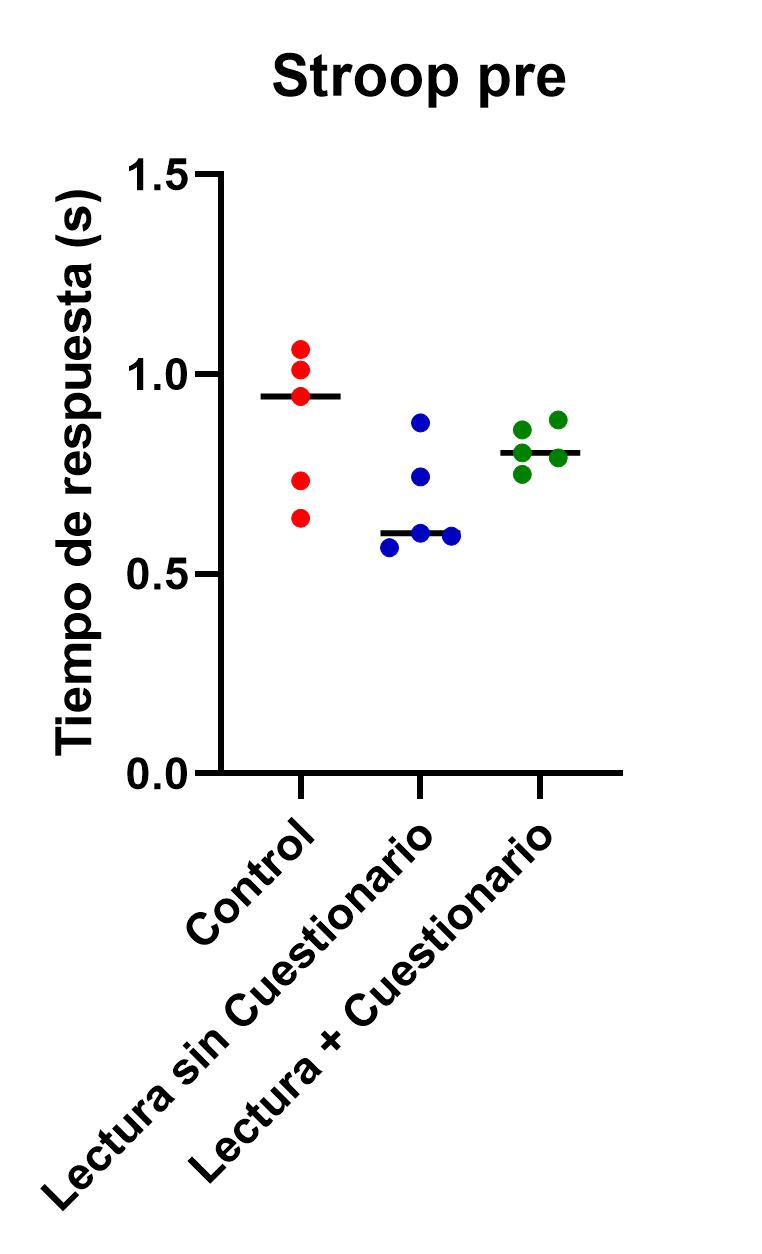 Stroop pre
Tiempo de respuesta (s)
1.5
1.0
0.5
0.0
Control
Lectura sin Cuestionario
Lectura + Cuestionario